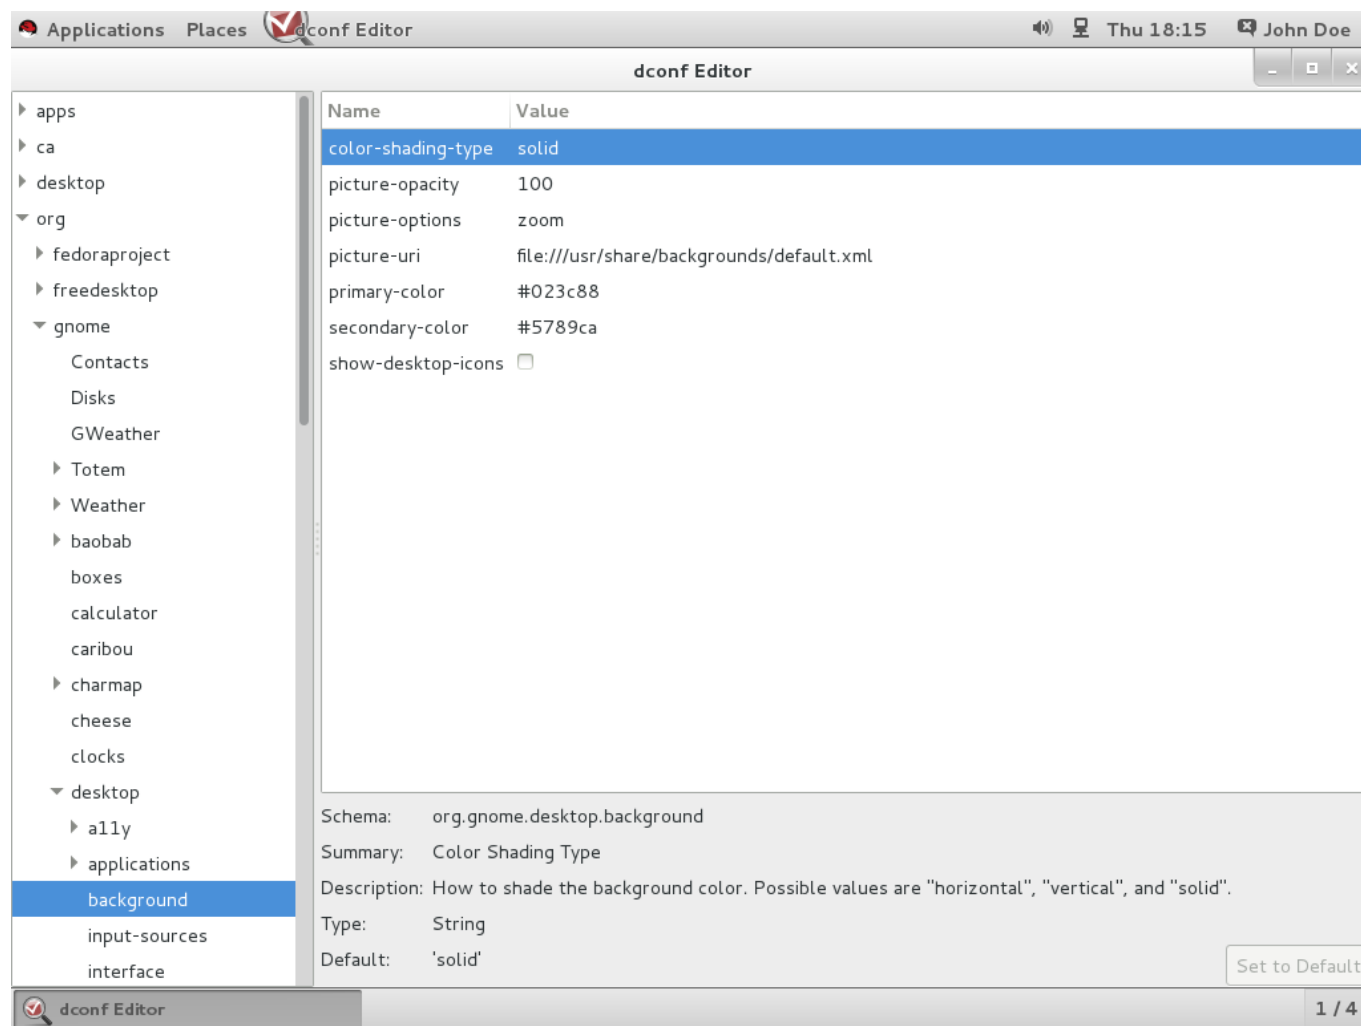 Applications Places dconf Editor Thu 18:15 John Doe
dconf Editor
apps
ca
desktop
org
fedoraproject
freedesktop
gnome
Contacts
Disks
GWeather
Totem
Weather
baobab
boxes
calculator
caribou
charmap
cheese
clocks
desktop
a11y
applications
background
input-sources
interface
Name Value
color-shading-type solid
picture-opacity 100
picture-options zoom
picture-uri file:///usr/share/backgrounds/default.xml
primary-color #023c88
secondary-color #5789ca
show-desktop-icons
Schema: org.gnome.desktop.background
Summary: Color Shading Type
Description: How to shade the background color. Possible values are "horizontal", "vertical", and "solid".
Type: String
Default: 'solid'
Set to Default
dconf Editor 1 / 4